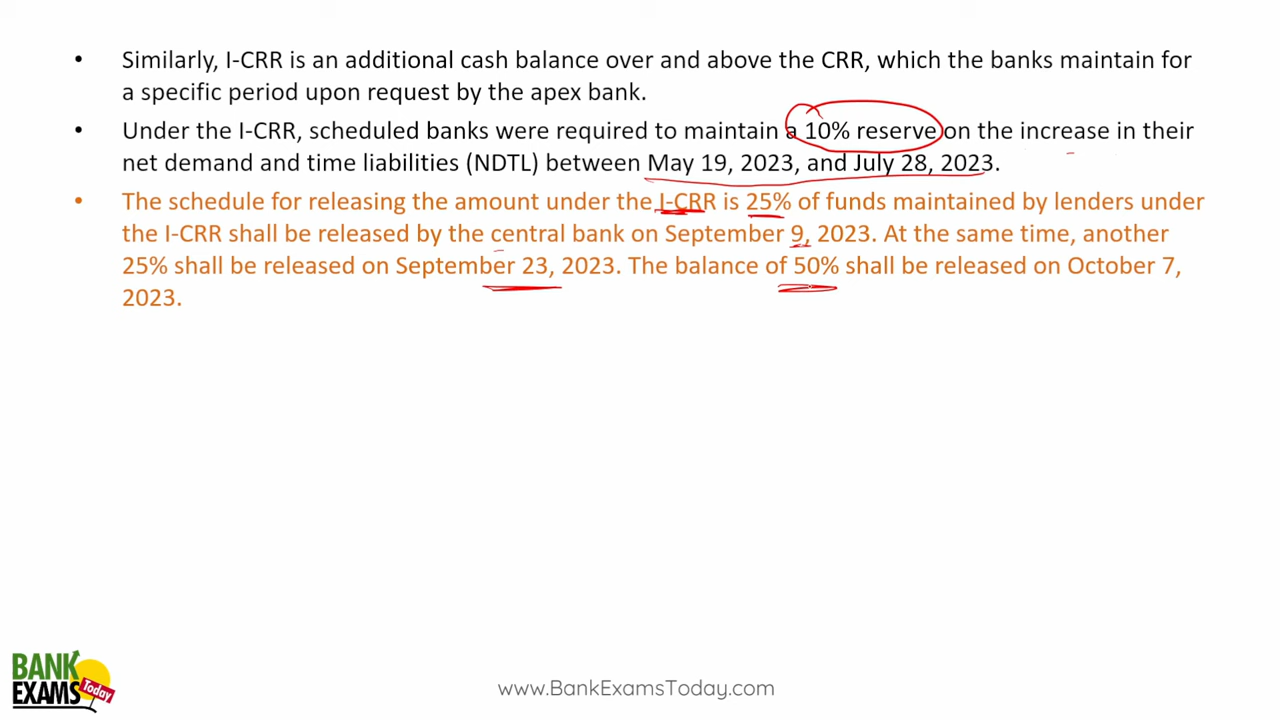 • Similarly, I-CRR is an additional cash balance over and above the CRR, which the banks maintain for
a specific period upon request by the apex bank.
• Under the I-CRR, scheduled banks were required to maintain a 10% reserve on the increase in their
net demand and time liabilities (NDTL) between May 19, 2023, and July 28, 2023.
• The schedule for releasing the amount under the I-CRR is 25% of funds maintained by lenders under
the I-CRR shall be released by the central bank on September 9, 2023. At the same time, another
25% shall be released on September 23, 2023. The balance of 50% shall be released on October 7,
2023.
BANK
EXAMS
Today
www.BankExamsToday.com